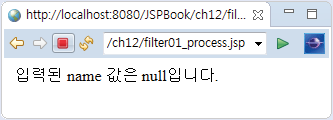 http://localhost:8080/JSPBook/ch12/fil...
/ch12/filter01_process.jsp
입력된 name 값은 null입니다.